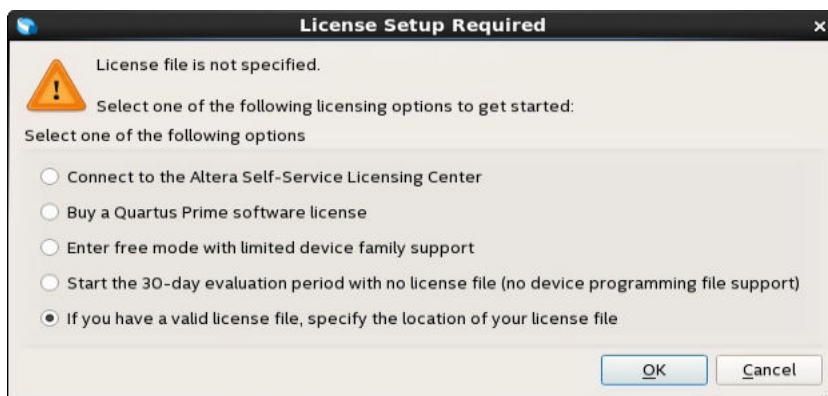 License Setup Required
License file is not specified.
Select one of the following licensing options to get started:
Select one of the following options
Connect to the Altera Self-Service Licensing Center
Buy a Quartus Prime software license
Enter free mode with limited device family support
Start the 30-day evaluation period with no license file (no device programming file support)
If you have a valid license file, specify the location of your license file
OK Cancel